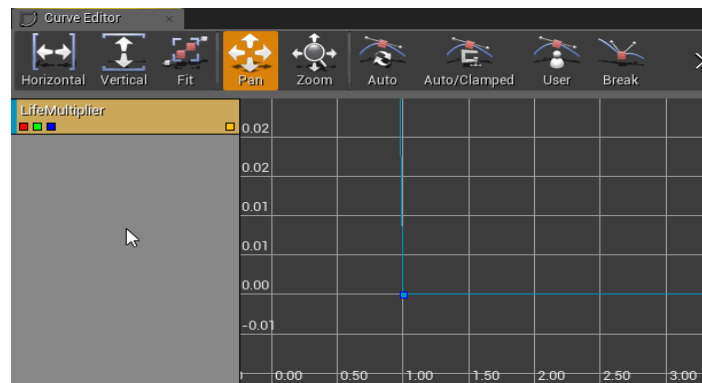 Curve Editor ×
Horizontal Vertical Fit Pan Zoom Auto Auto/Clamped User Break
LifeMultiplier
0.02
0.02
0.01
0.01
0.00
-0.01
0.00 0.50 1.00 1.50 2.00 2.50 3.00